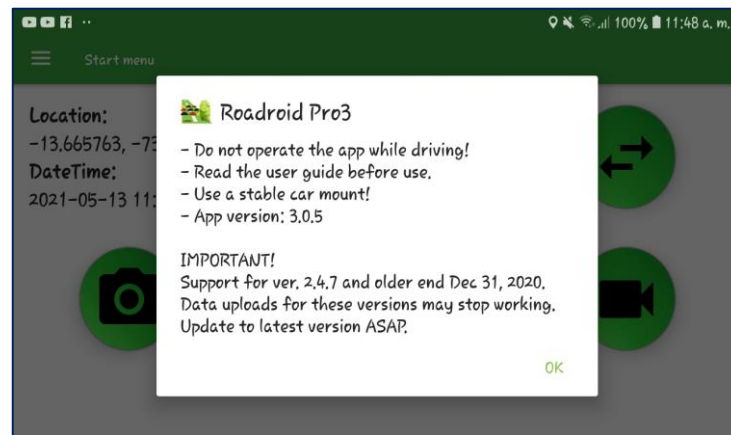 100% 11:48 a. m.
Start menu
Location:
-13.665763, -73
DateTime:
2021-05-13 11:
Roadroid Pro3
- Do not operate the app while driving!
- Read the user guide before use.
- Use a stable car mount!
- App version: 3.0.5
IMPORTANT!
Support for ver. 2.4.7 and older end Dec 31, 2020.
Data uploads for these versions may stop working.
Update to latest version ASAP.
OK